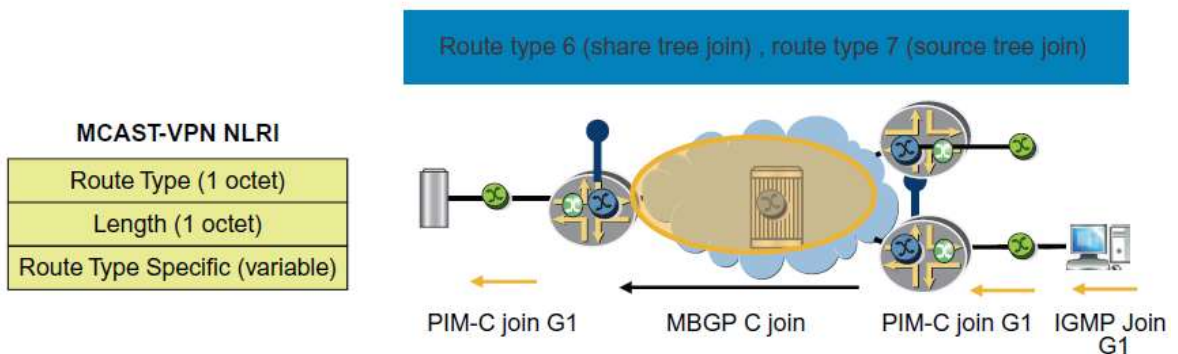 Route type 6 (share tree join) , route type 7 (source tree join)
MCAST-VPN NLRI
Route Type (1 octet)
Length (1 octet)
Route Type Specific (variable)
PIM-C join G1
MBGP C join
PIM-C join G1
IGMP Join
G1